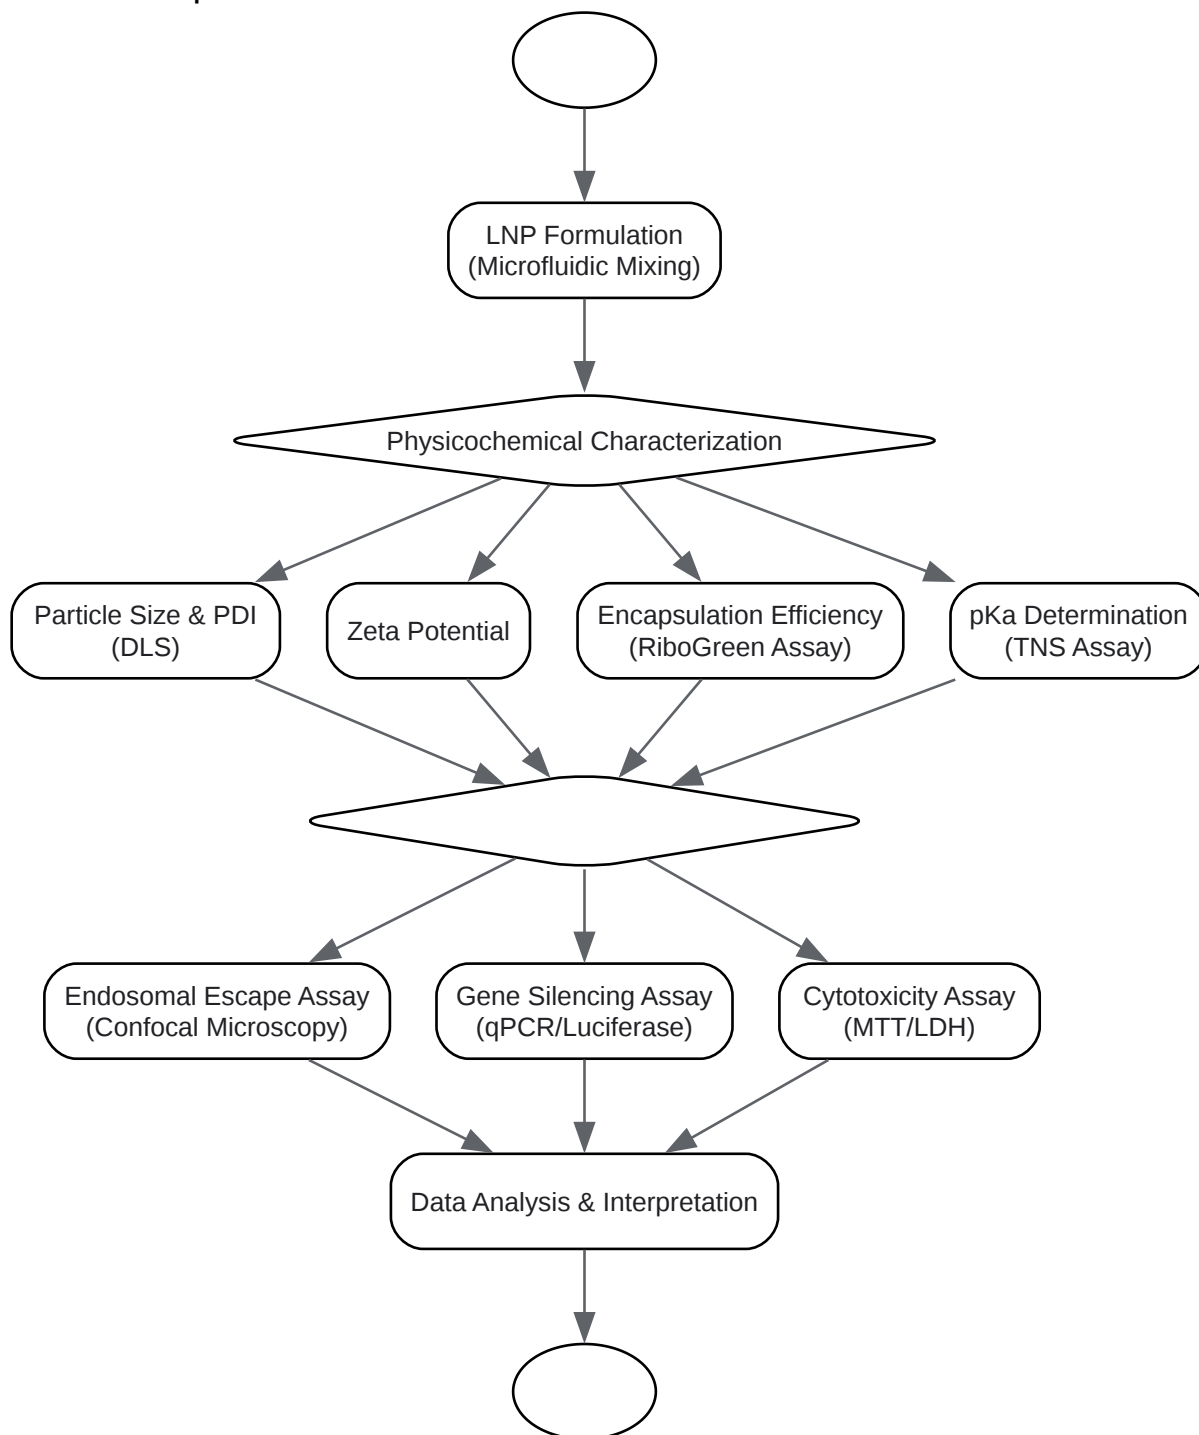 LNP Formulation
(Microfluidic Mixing)
Physicochemical Characterization
Particle Size & PDI
(DLS)
Zeta Potential
Encapsulation Efficiency
(RiboGreen Assay)
pKa Determination
(TNS Assay)
Endosomal Escape Assay
(Confocal Microscopy)
Gene Silencing Assay
(qPCR/Luciferase)
Cytotoxicity Assay
(MTT/LDH)
Data Analysis & Interpretation